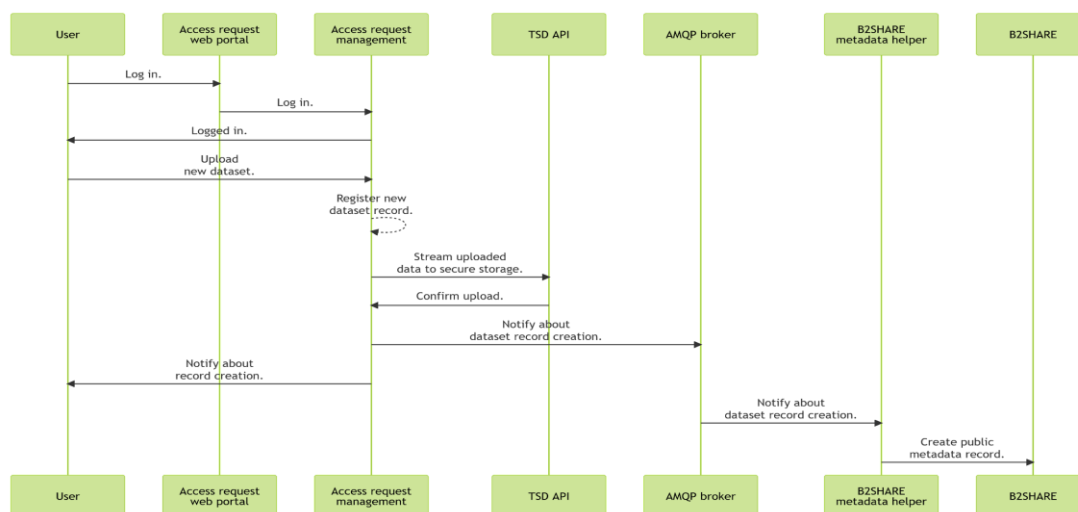 User
Access request
web portal
Access request
management
TSD API
AMQP broker
B2SHARE
metadata helper
B2SHARE
Log in.
Log in.
Logged in.
Upload
new dataset.
Register new
dataset record.
Stream uploaded
data to secure storage.
Confirm upload.
Notify about
dataset record creation.
Notify about
record creation.
Notify about
dataset record creation.
Create public
metadata record.
User
Access request
web portal
Access request
management
TSD API
AMQP broker
B2SHARE
metadata helper
B2SHARE